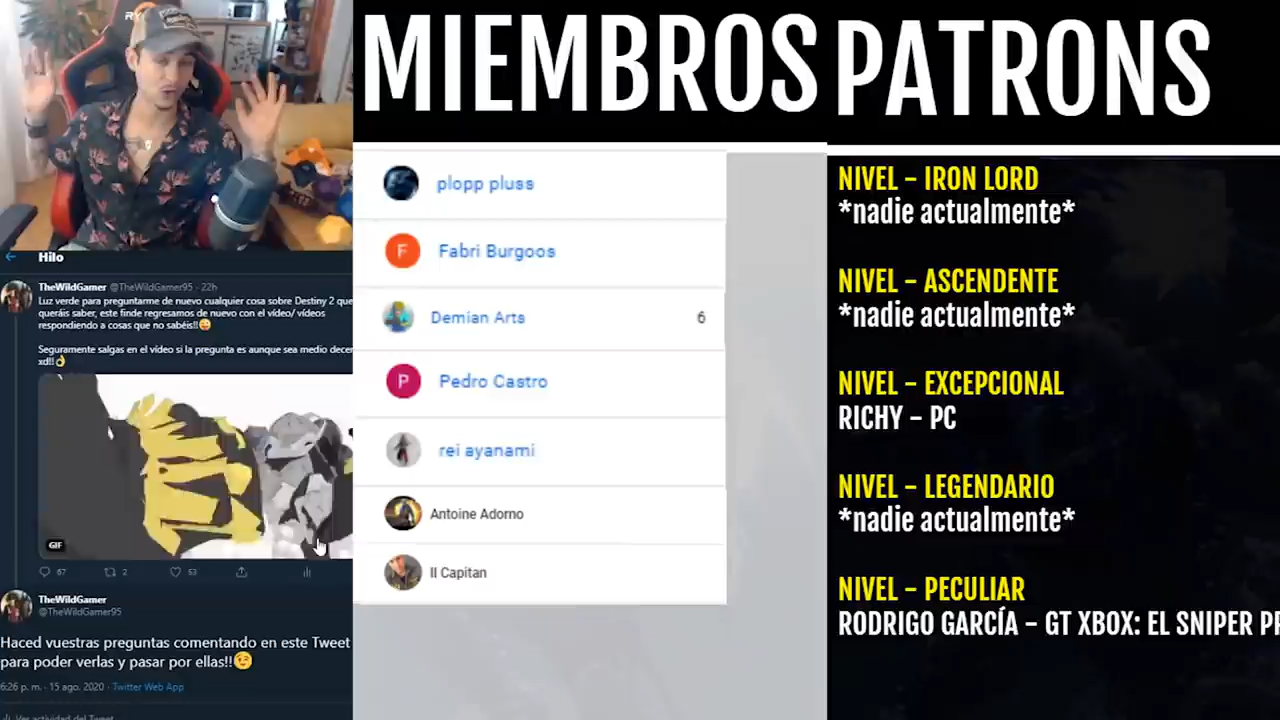 MIEMBROS
PATRONS
Hilo
TheWildGamer @TheWildGamer95 · 22h
Luz verde para preguntarme de nuevo cualquier cosa sobre Destiny 2 que
queráis saber, este finde regresamos de nuevo con el vídeo/ vídeos
respondiendo a cosas que no sabéis!!
Seguramente salgas en el vídeo si la pregunta es aunque sea medio
xd!!
GIF
67
2
53
TheWildGamer
@TheWildGamer95
Haced vuestras preguntas comentando en este Tweet
para poder verlas y pasar por ellas!!
6:26 p. m. · 15 ago. 2020 · Twitter Web App
Ver actividad del Tweet
plopp pluss
F
Fabri Burgoos
Demian Arts
6
P
Pedro Castro
rei ayanami
Antoine Adorno
Il Capitan
NIVEL - IRON LORD
*nadie actualmente*
NIVEL - ASCENDENTE
*nadie actualmente*
NIVEL - EXCEPCIONAL
RICHY - PC
NIVEL - LEGENDARIO
*nadie actualmente*
NIVEL - PECULIAR
RODRIGO GARCÍA - GT XBOX: EL SNIPER